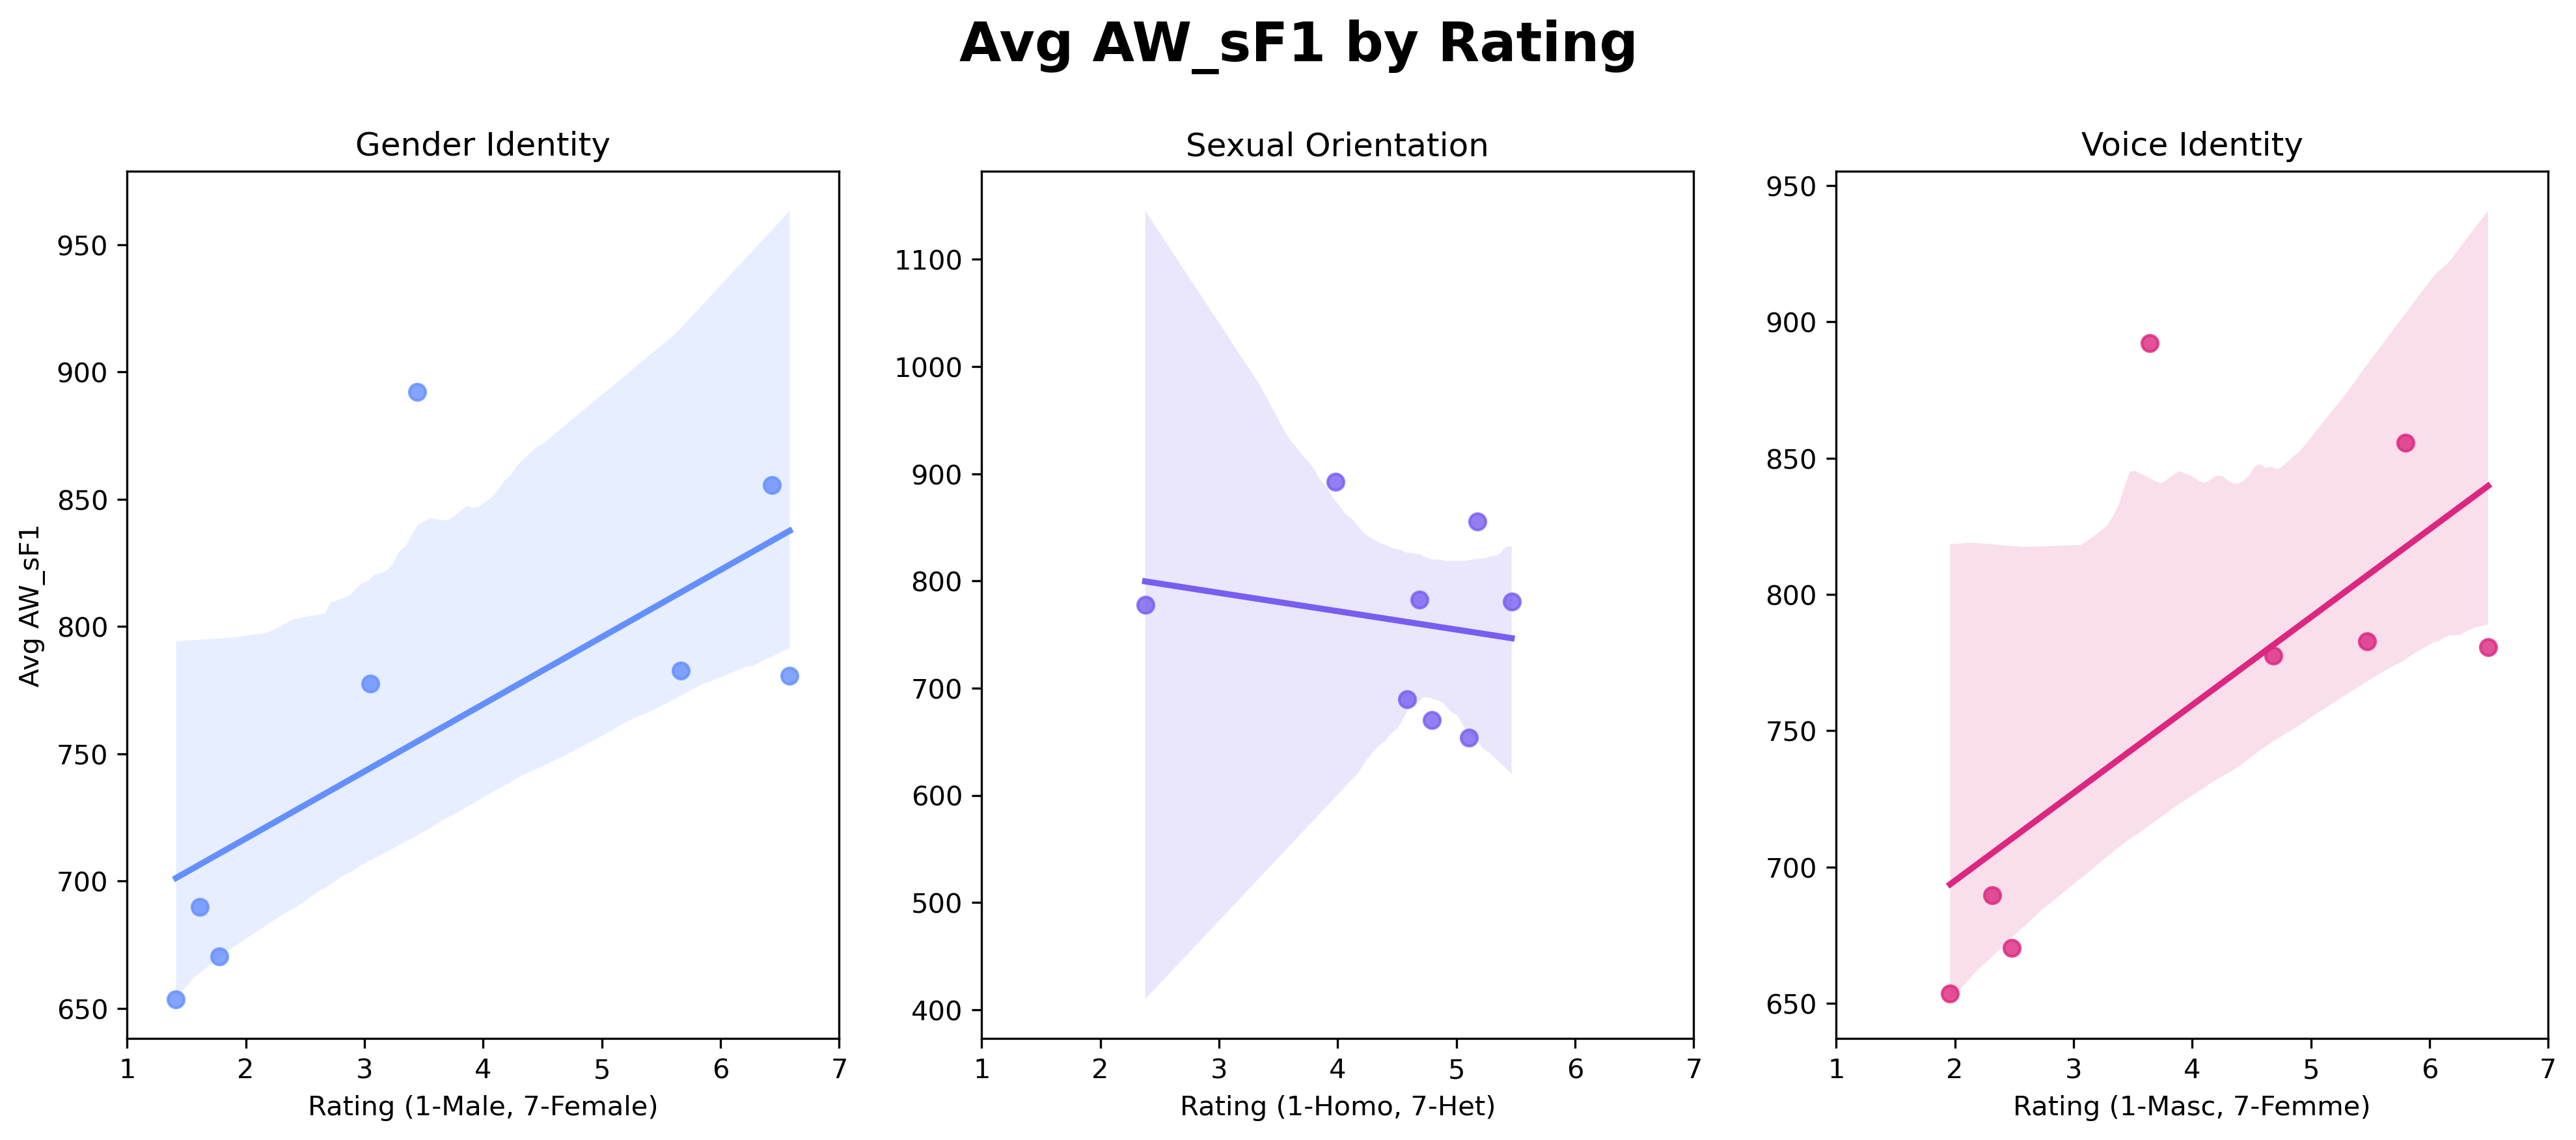 Avg AW_sF1 by Rating
Gender Identity
Sexual Orientation
Voice Identity
Avg AW_sF1
950
900
850
800
750
700
650
1 2 3 4 5 6 7
Rating (1-Male, 7-Female)
1100
1000
900
800
700
600
500
400
1 2 3 4 5 6 7
Rating (1-Homo, 7-Het)
950
900
850
800
750
700
650
1 2 3 4 5 6 7
Rating (1-Masc, 7-Femme)